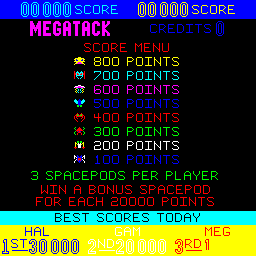 00000 SCORE 00000 SCORE
MEGATACK CREDITS 0
SCORE MENU
800 POINTS
700 POINTS
600 POINTS
500 POINTS
400 POINTS
300 POINTS
200 POINTS
100 POINTS
3 SPACEPODS PER PLAYER
WIN A BONUS SPACEPOD
FOR EACH 20000 POINTS
BEST SCORES TODAY
HAL GAM MEG
1ST 30000 2ND 20000 3RD 1